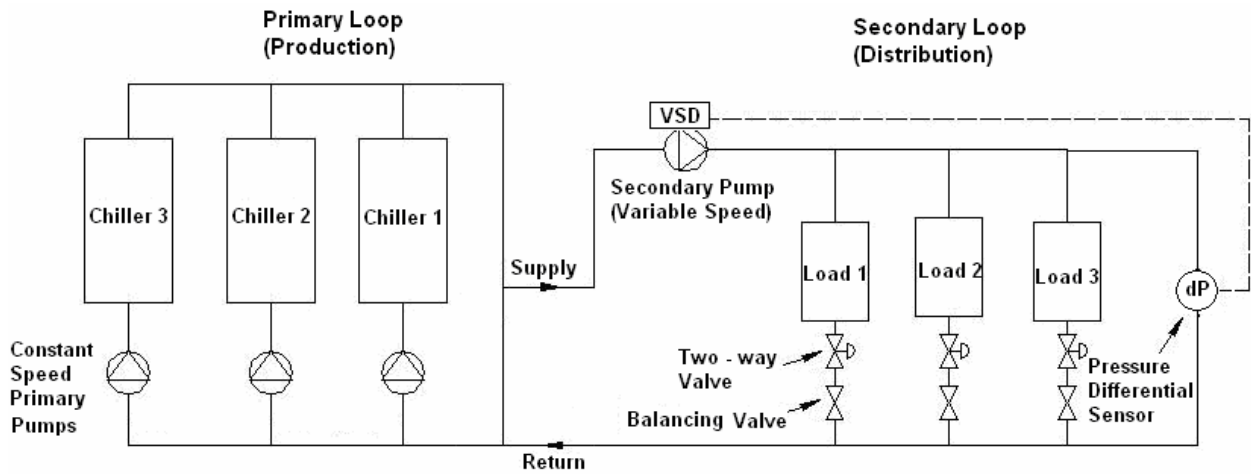 Primary Loop
(Production)
Secondary Loop
(Distribution)
VSD
Chiller 3
Chiller 2
Chiller 1
Secondary Pump
(Variable Speed)
Supply
Load 1
Load 2
Load 3
dP
Constant
Speed
Primary
Pumps
Two - way
Valve
Balancing Valve
Pressure
Differential
Sensor
Return